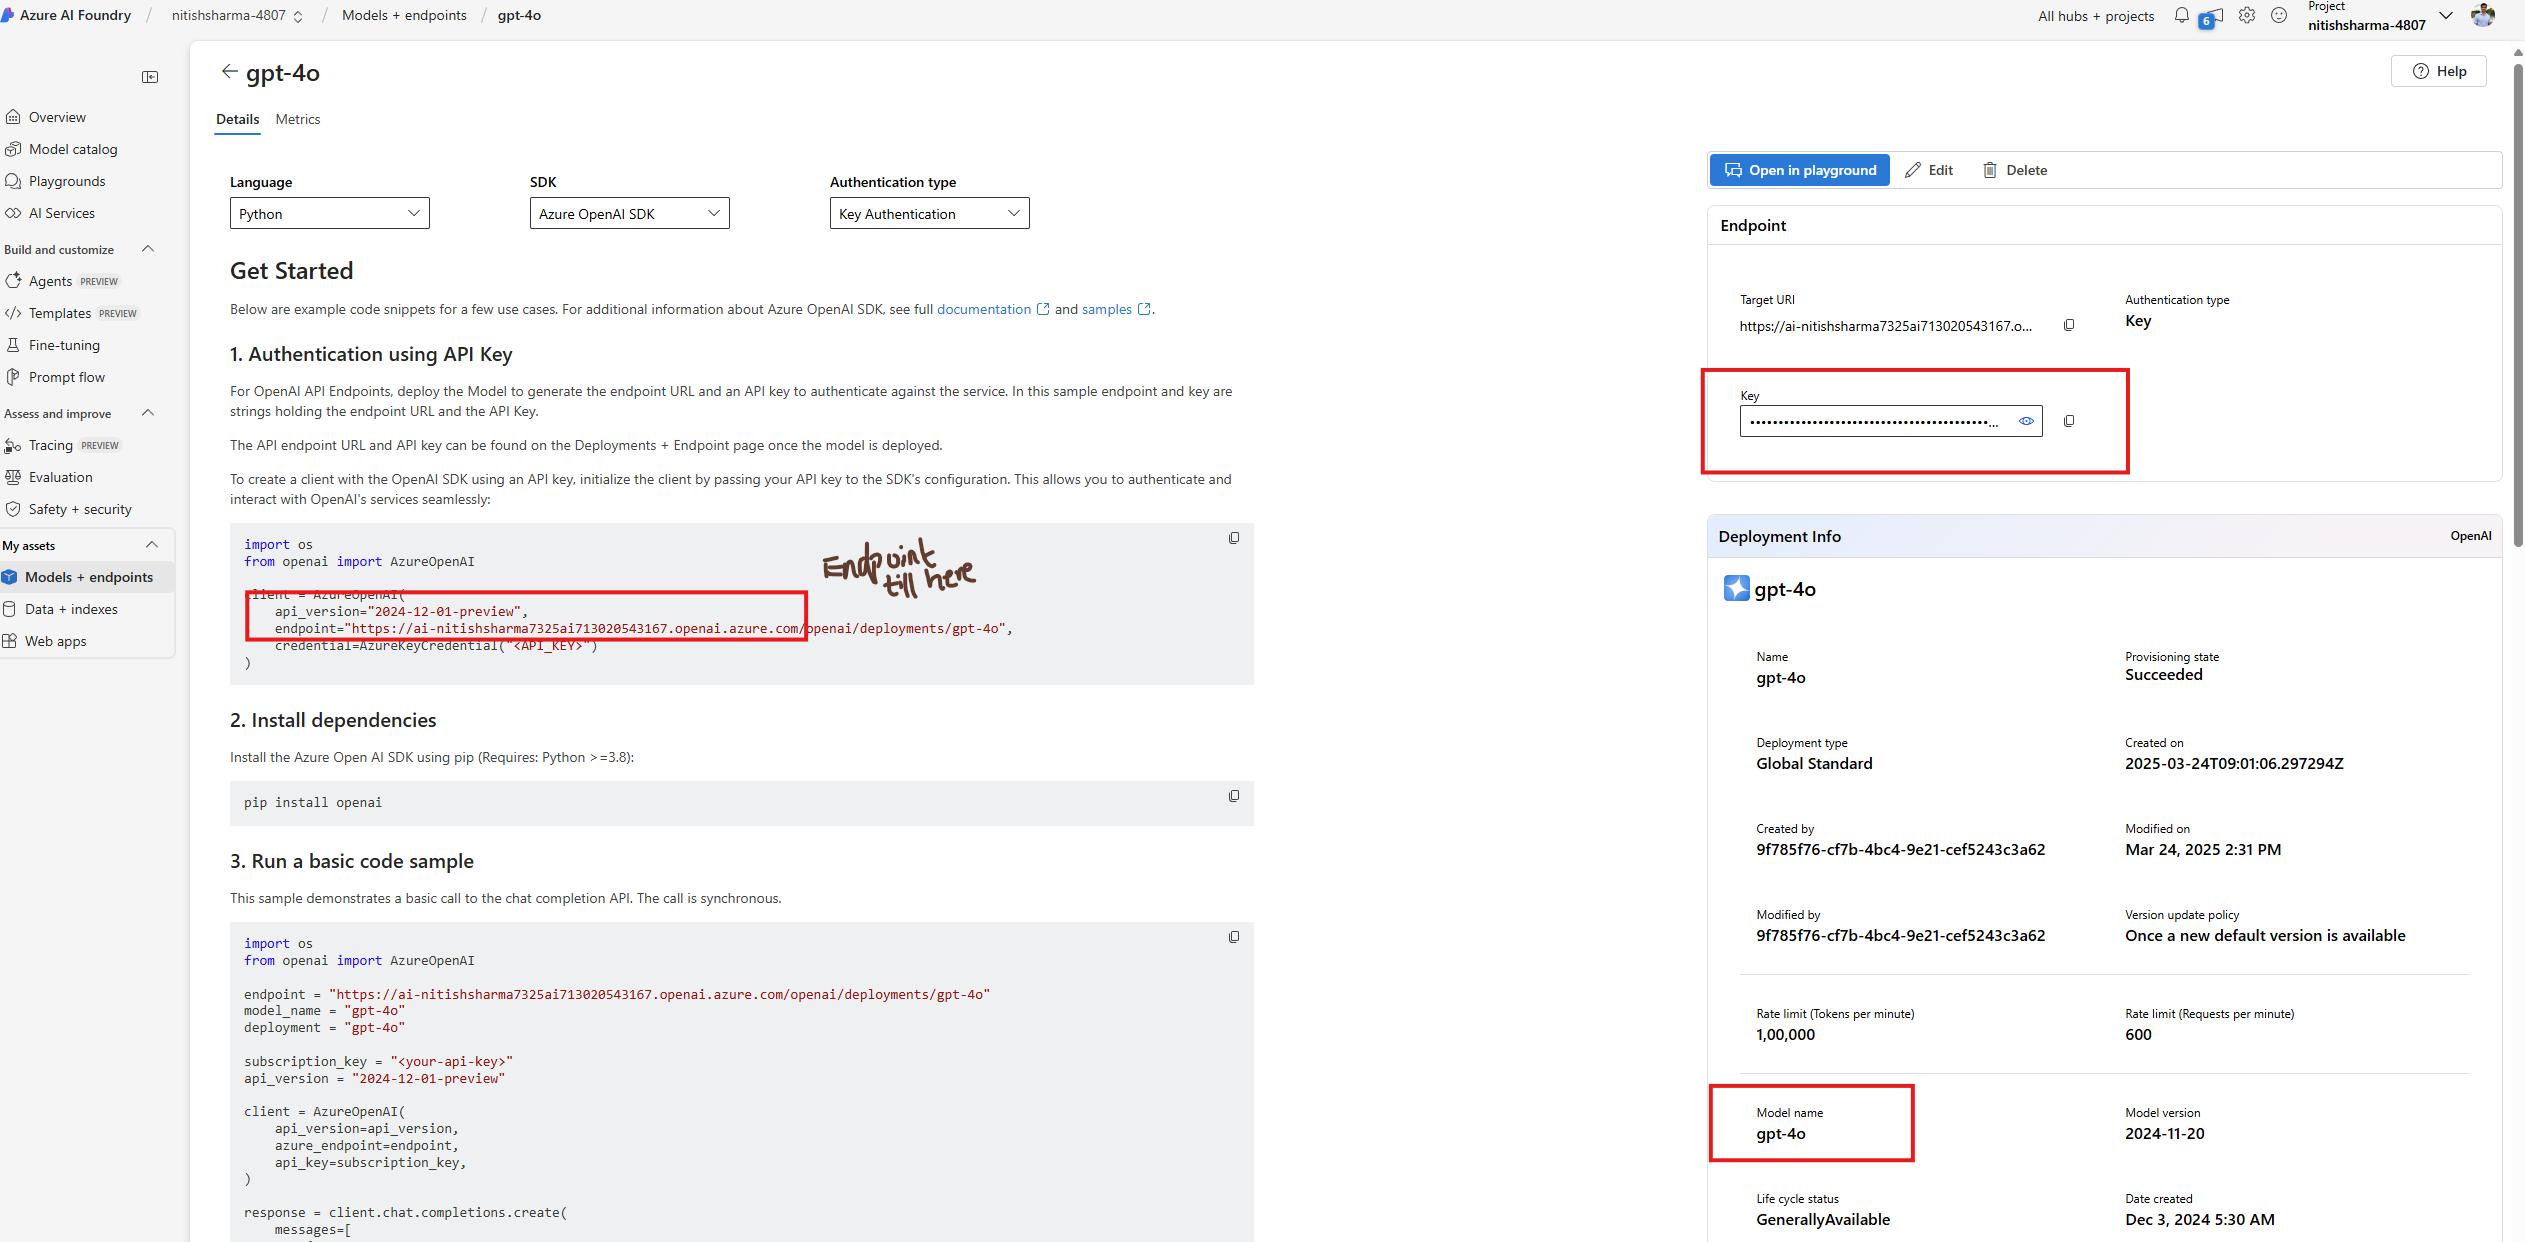 Azure AI Foundry / nitishsharma-4807 / Models + endpoints / gpt-4o
All hubs + projects
6
Project
nitishsharma-4807
gpt-4o
Help
Details Metrics
Overview
Model catalog
Playgrounds
AI Services
Build and customize
Agents PREVIEW
Templates PREVIEW
Fine-tuning
Prompt flow
Assess and improve
Tracing PREVIEW
Evaluation
Safety + security
My assets
Models + endpoints
Data + indexes
Web apps
Language SDK Authentication type
Python Azure OpenAI SDK Key Authentication
Get Started
Below are example code snippets for a few use cases. For additional information about Azure OpenAI SDK, see full documentation and samples .
1. Authentication using API Key
For OpenAI API Endpoints, deploy the Model to generate the endpoint URL and an API key to authenticate against the service. In this sample endpoint and key are
strings holding the endpoint URL and the API Key.
The API endpoint URL and API key can be found on the Deployments + Endpoint page once the model is deployed.
To create a client with the OpenAI SDK using an API key, initialize the client by passing your API key to the SDK's configuration. This allows you to authenticate and
interact with OpenAI's services seamlessly:
import os
from openai import AzureOpenAI
client = AzureOpenAI(
api_version="2024-12-01-preview",
endpoint="https://ai-nitishsharma7325ai713020543167.openai.azure.com/openai/deployments/gpt-4o",
credential=AzureKeyCredential("<API_KEY>")
)
Endpoint
till here
2. Install dependencies
Install the Azure Open AI SDK using pip (Requires: Python >=3.8):
pip install openai
3. Run a basic code sample
This sample demonstrates a basic call to the chat completion API. The call is synchronous.
import os
from openai import AzureOpenAI
endpoint = "https://ai-nitishsharma7325ai713020543167.openai.azure.com/openai/deployments/gpt-4o"
model_name = "gpt-4o"
deployment = "gpt-4o"
subscription_key = "<your-api-key>"
api_version = "2024-12-01-preview"
client = AzureOpenAI(
api_version=api_version,
azure_endpoint=endpoint,
api_key=subscription_key,
)
response = client.chat.completions.create(
messages=[
Open in playground Edit Delete
Endpoint
Target URI
https://ai-nitishsharma7325ai713020543167.o...
Authentication type
Key
Key
Deployment Info OpenAI
gpt-4o
Name
gpt-4o
Provisioning state
Succeeded
Deployment type
Global Standard
Created on
2025-03-24T09:01:06.297294Z
Created by
9f785f76-cf7b-4bc4-9e21-cef5243c3a62
Modified on
Mar 24, 2025 2:31 PM
Modified by
9f785f76-cf7b-4bc4-9e21-cef5243c3a62
Version update policy
Once a new default version is available
Rate limit (Tokens per minute)
1,00,000
Rate limit (Requests per minute)
600
Model name
gpt-4o
Model version
2024-11-20
Life cycle status
GenerallyAvailable
Date created
Dec 3, 2024 5:30 AM